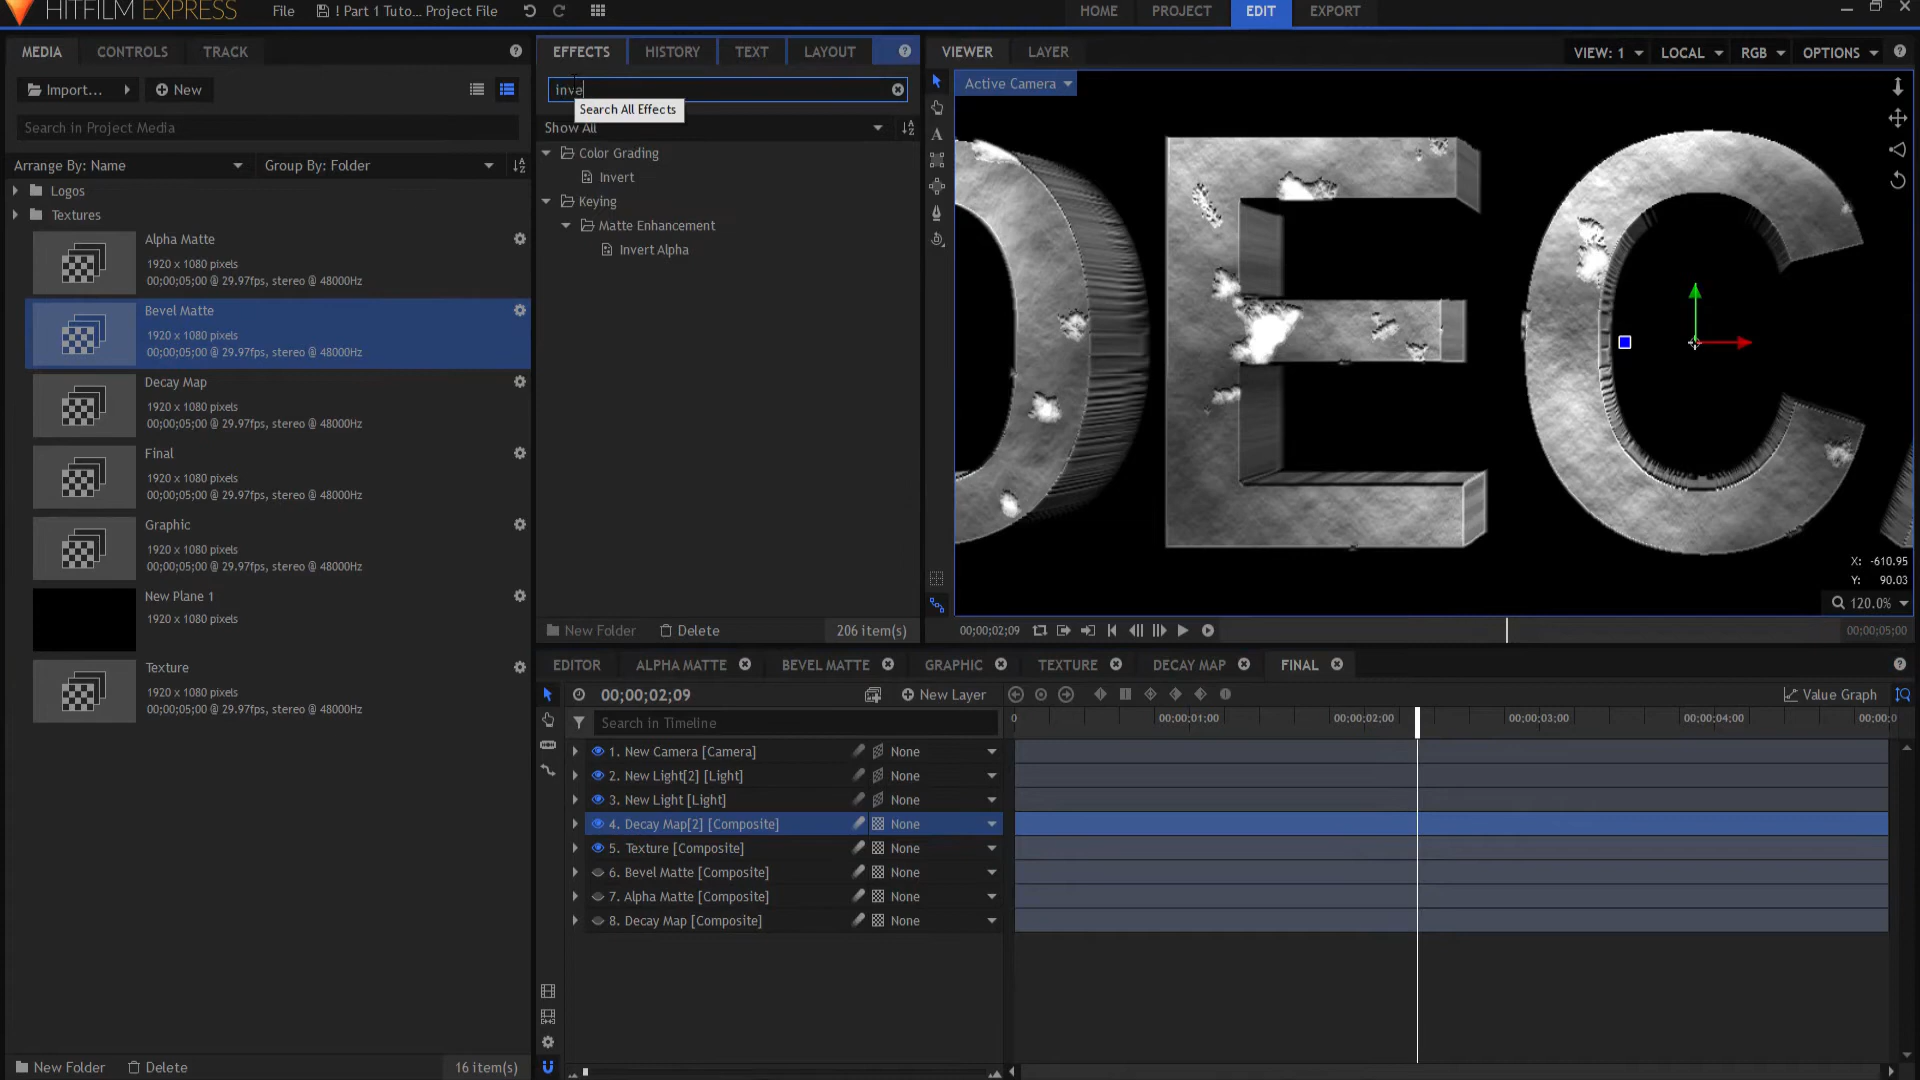 HITFILM EXPRESS
File
! Part 1 Tuto... Project File
HOME
PROJECT
EDIT
EXPORT
MEDIA
CONTROLS
TRACK
Import...
New
Search in Project Media
Arrange By: Name
Group By: Folder
Logos
Textures
Alpha Matte
1920 x 1080 pixels
00;00;05;00 @ 29.97fps, stereo @ 48000Hz
Bevel Matte
1920 x 1080 pixels
00;00;05;00 @ 29.97fps, stereo @ 48000Hz
Decay Map
1920 x 1080 pixels
00;00;05;00 @ 29.97fps, stereo @ 48000Hz
Final
1920 x 1080 pixels
00;00;05;00 @ 29.97fps, stereo @ 48000Hz
Graphic
1920 x 1080 pixels
00;00;05;00 @ 29.97fps, stereo @ 48000Hz
New Plane 1
1920 x 1080 pixels
Texture
1920 x 1080 pixels
00;00;05;00 @ 29.97fps, stereo @ 48000Hz
New Folder
Delete
16 item(s)
EFFECTS
HISTORY
TEXT
LAYOUT
inve
Search All Effects
Show All
Color Grading
Invert
Keying
Matte Enhancement
Invert Alpha
New Folder
Delete
206 item(s)
VIEWER
LAYER
VIEW: 1
LOCAL
RGB
OPTIONS
Active Camera
DEC
X: -610.95
Y: 90.03
120.0%
00;00;02;09
00;00;05;00
EDITOR
ALPHA MATTE
BEVEL MATTE
GRAPHIC
TEXTURE
DECAY MAP
FINAL
00;00;02;09
New Layer
Value Graph
Search in Timeline
0
00;00;01;00
00;00;02;00
00;00;03;00
00;00;04;00
00;00;0
1. New Camera [Camera] None
2. New Light[2] [Light] None
3. New Light [Light] None
4. Decay Map[2] [Composite] None
5. Texture [Composite] None
6. Bevel Matte [Composite] None
7. Alpha Matte [Composite] None
8. Decay Map [Composite] None